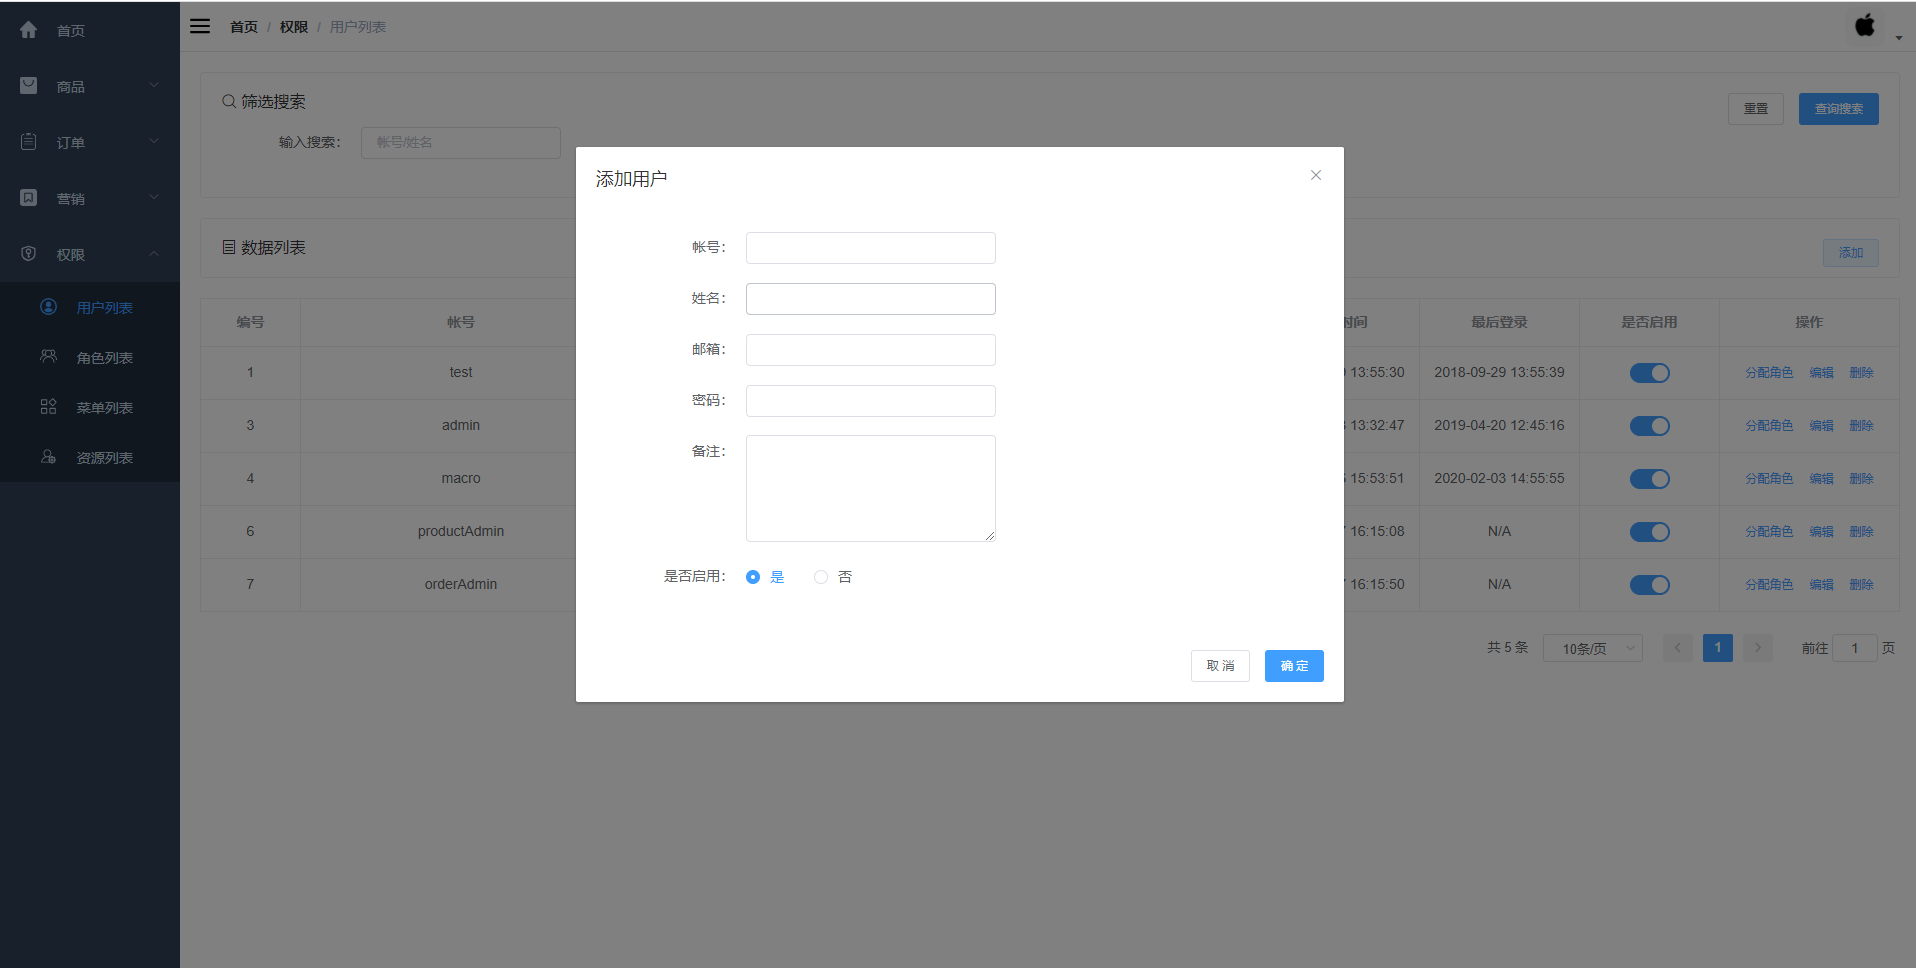 首页
商品
订单
营销
权限
用户列表
角色列表
菜单列表
资源列表
首页 / 权限 / 用户列表
筛选搜索
重置 查询搜索
输入搜索： 帐号/姓名
数据列表
添加
添加用户
帐号：
姓名：
邮箱：
密码：
备注：
是否启用： 是 否
取 消 确 定
编号 帐号 时间 最后登录 是否启用 操作
1 test 13:55:30 2018-09-29 13:55:39 分配角色 编辑 删除
3 admin 13:32:47 2019-04-20 12:45:16 分配角色 编辑 删除
4 macro 15:53:51 2020-02-03 14:55:55 分配角色 编辑 删除
6 productAdmin 16:15:08 N/A 分配角色 编辑 删除
7 orderAdmin 16:15:50 N/A 分配角色 编辑 删除
共 5 条 10条/页 1 前往 1 页